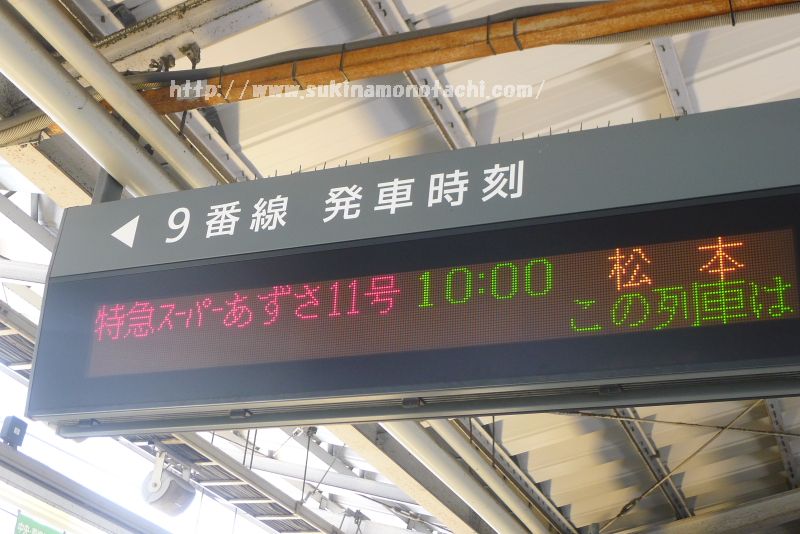 http://www.sukinamonotachi.com/
9番線 発車時刻
特急スーパーあずさ11号 10:00 松本
この列車は